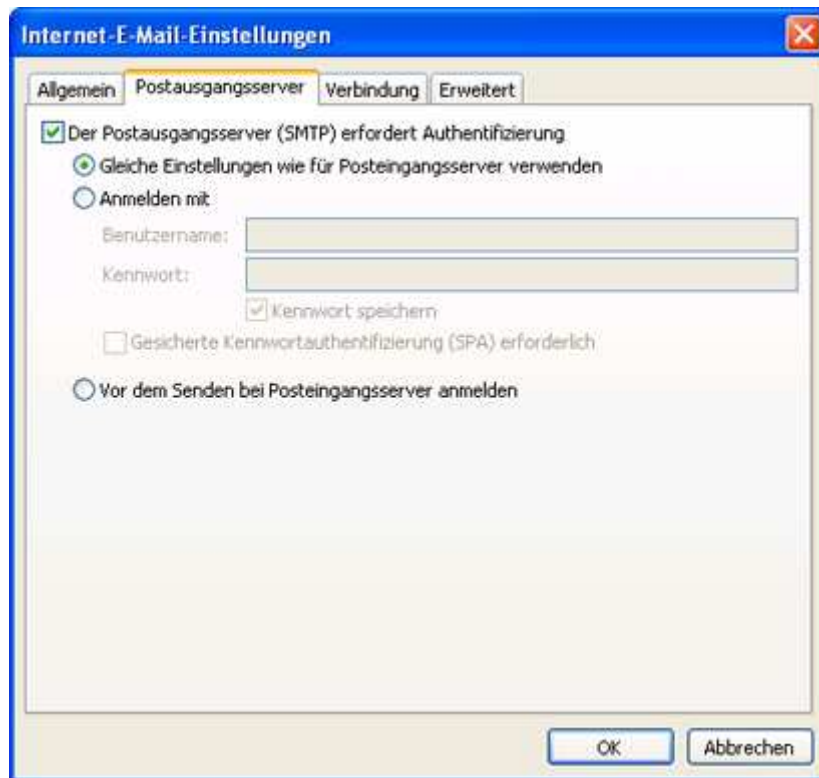 Internet-E-Mail-Einstellungen
Allgemein Postausgangsserver Verbindung Erweitert
Der Postausgangsserver (SMTP) erfordert Authentifizierung
Gleiche Einstellungen wie für Posteingangsserver verwenden
Anmelden mit
Benutzername:
Kennwort:
Kennwort speichern
Gesicherte Kennwortauthentifizierung (SPA) erforderlich
Vor dem Senden bei Posteingangsserver anmelden
OK Abbrechen